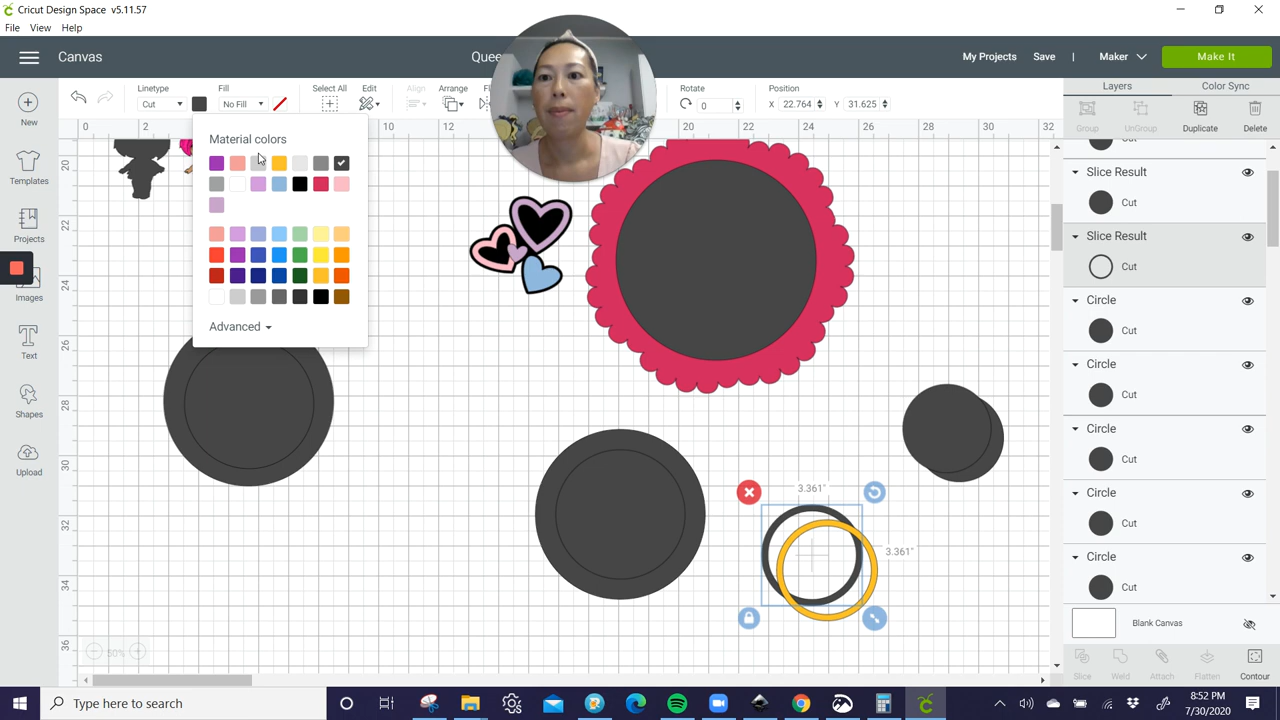 Cricut Design Space v5.11.57
File View Help
Canvas
Quee
My Projects Save | Maker Make It
Linetype Fill Select All Edit Align Arrange Fl Rotate Position
Cut No Fill 0 X 22.764 Y 31.625
Layers Color Sync
Group UnGroup Duplicate Delete
New
Templates
Projects
Images
Text
Shapes
Upload
0 2 10 12 20 22 24 26 28 30 32
20
22
24
26
28
30
32
34
36
Material colors
Advanced
3.361"
3.361"
50%
Slice Result
Cut
Slice Result
Cut
Circle
Cut
Circle
Cut
Circle
Cut
Circle
Cut
Circle
Cut
Blank Canvas
Slice Weld Attach Flatten Contour
Type here to search
8:52 PM
7/30/2020